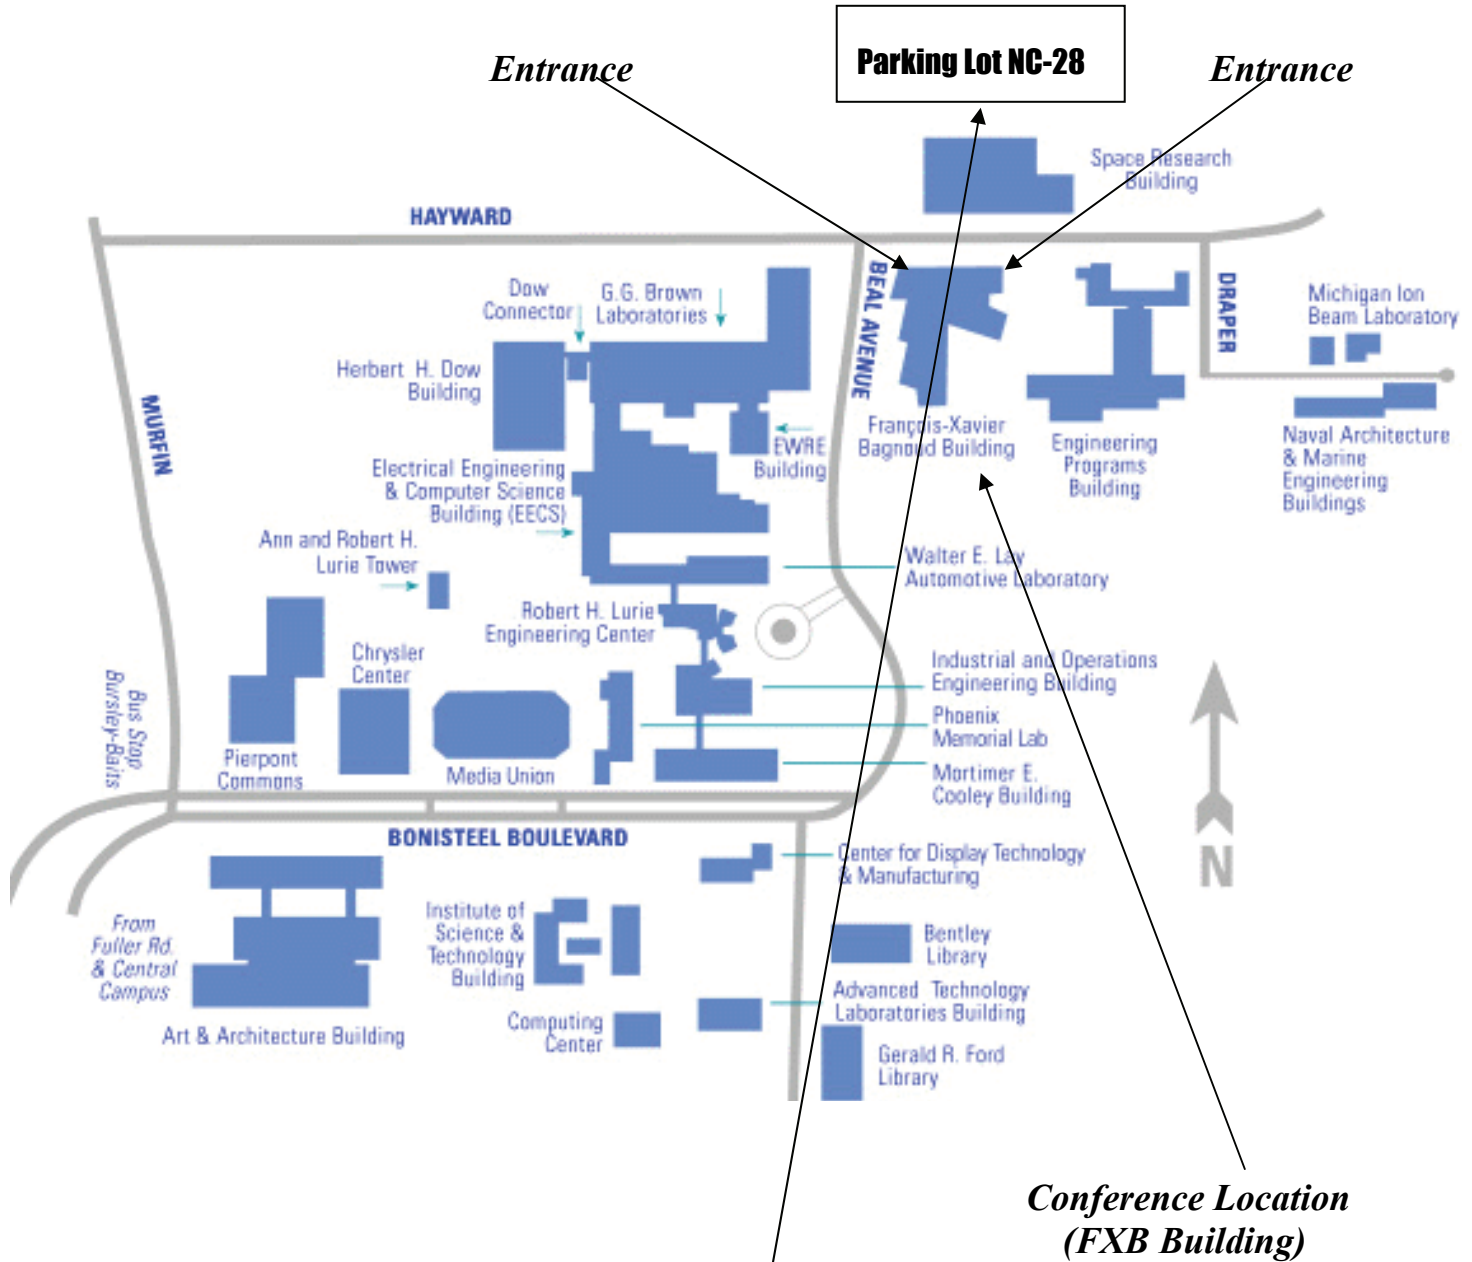 Entrance
Parking Lot NC-28
Entrance
Space Research
Building
HAYWARD
BEAL AVENUE
DRAPER
Dow
Connector
G.G. Brown
Laboratories
Michigan Ion
Beam Laboratory
Herbert H. Dow
Building
MURFIN
François-Xavier
Bagnoud Building
EWRE
Building
Engineering
Programs
Building
Naval Architecture
& Marine
Engineering
Buildings
Electrical Engineering
& Computer Science
Building (EECS)
Ann and Robert H.
Lurie Tower
Walter E. Lay
Automotive Laboratory
Robert H. Lurie
Engineering Center
Chrysler
Center
Industrial and Operations
Engineering Building
Bus Stop
Bursley-Baits
Phoenix
Memorial Lab
Pierpont
Commons
Media Union
Mortimer E.
Cooley Building
BONISTEEL BOULEVARD
Center for Display Technology
& Manufacturing
N
From
Fuller Rd.
& Central
Campus
Institute of
Science &
Technology
Building
Bentley
Library
Advanced Technology
Laboratories Building
Art & Architecture Building
Computing
Center
Gerald R. Ford
Library
Conference Location
(FXB Building)